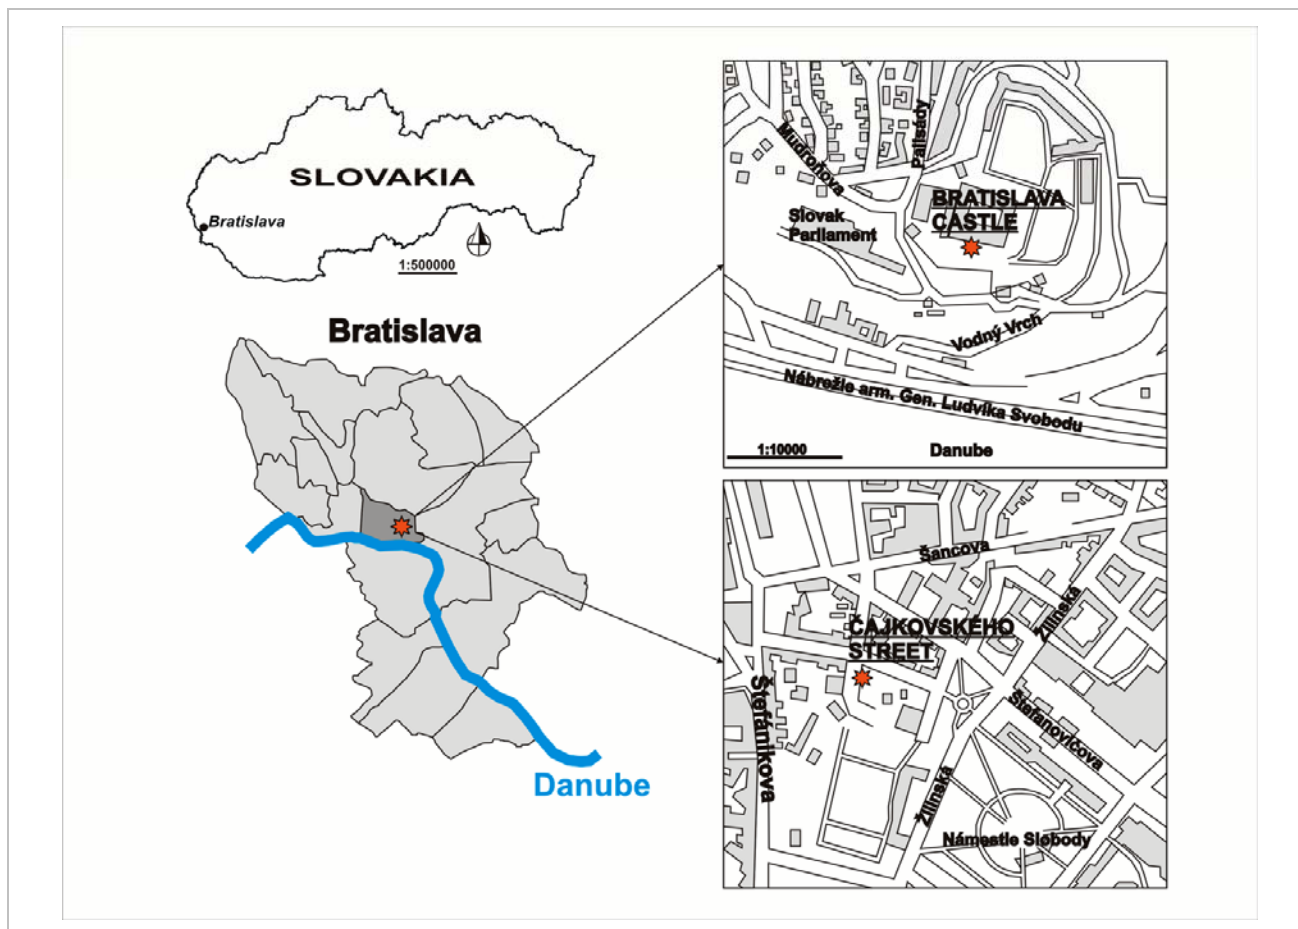 SLOVAKIA
Bratislava
1:500000
Bratislava
Danube
Mudroňova
Palisády
BRATISLAVA
CASTLE
Slovak
Parliament
Vodný Vrch
Nábrežie arm. Gen. Ludvíka Svobodu
1:10000
Danube
Šancova
Žilinská
ČAJKOVSKÉHO
STREET
Štefánikova
Štefanovičova
Žilinská
Námestie Slobody